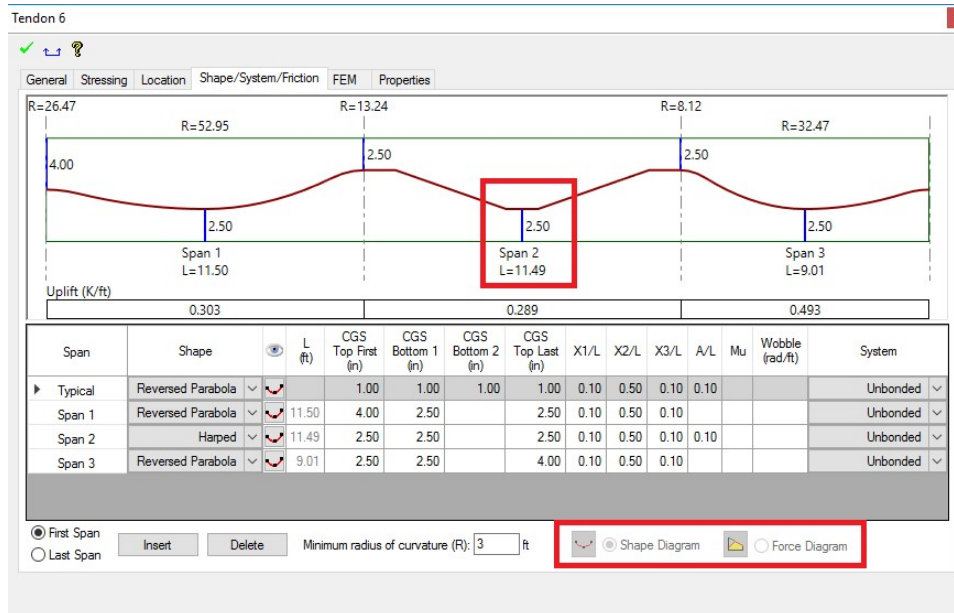 Tendon 6
General Stressing Location Shape/System/Friction FEM Properties
R=26.47 R=13.24 R=8.12
R=52.95 R=32.47
4.00 2.50 2.50
2.50 2.50 2.50
Span 1 Span 2 Span 3
L=11.50 L=11.49 L=9.01
Uplift (K/ft)
0.303 0.289 0.493
Span Shape L (ft) CGS Top First (in) CGS Bottom 1 (in) CGS Bottom 2 (in) CGS Top Last (in) X1/L X2/L X3/L A/L Mu Wobble (rad/ft) System
Typical Reversed Parabola 1.00 1.00 1.00 1.00 0.10 0.50 0.10 0.10 Unbonded
Span 1 Reversed Parabola 11.50 4.00 2.50 2.50 0.10 0.50 0.10 Unbonded
Span 2 Harped 11.49 2.50 2.50 2.50 0.10 0.50 0.10 0.10 Unbonded
Span 3 Reversed Parabola 9.01 2.50 2.50 4.00 0.10 0.50 0.10 Unbonded
First Span
Last Span
Insert Delete Minimum radius of curvature (R): 3 ft Shape Diagram Force Diagram